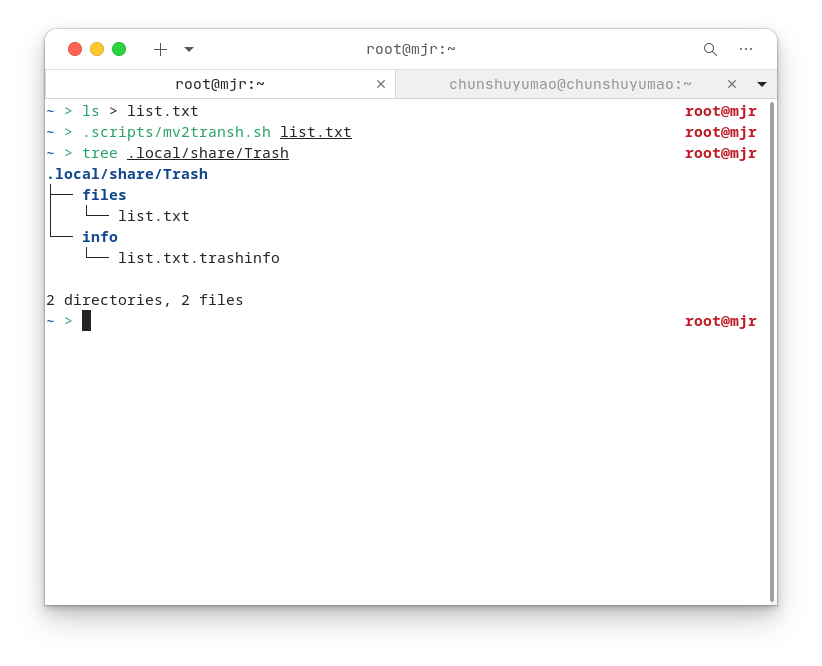 root@mjr:~
root@mjr:~ chunshuyumao@chunshuyumao:~
~ > ls > list.txt root@mjr
~ > .scripts/mv2transh.sh list.txt root@mjr
~ > tree .local/share/Trash root@mjr
.local/share/Trash
├── files
│   └── list.txt
└── info
    └── list.txt.trashinfo
2 directories, 2 files
~ > root@mjr